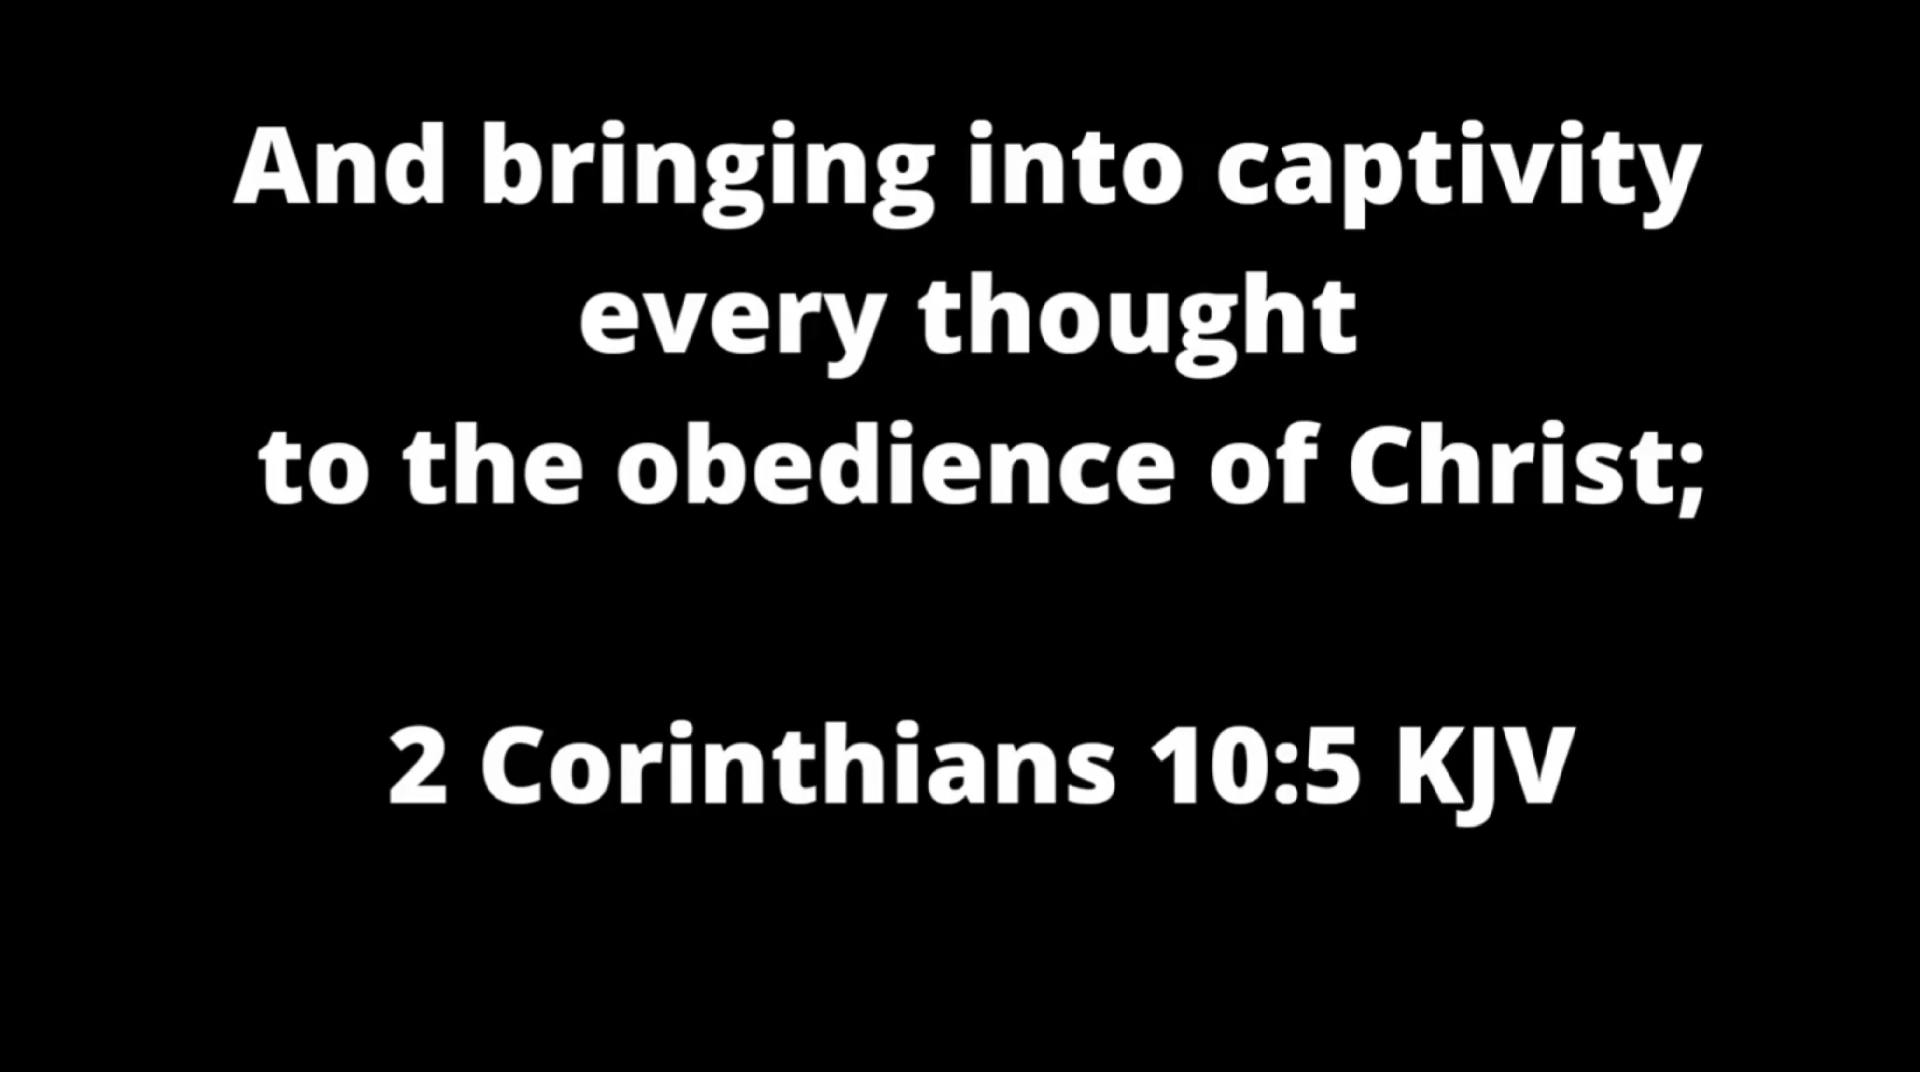 And bringing into captivity
every thought
to the obedience of Christ;
2 Corinthians 10:5 KJV